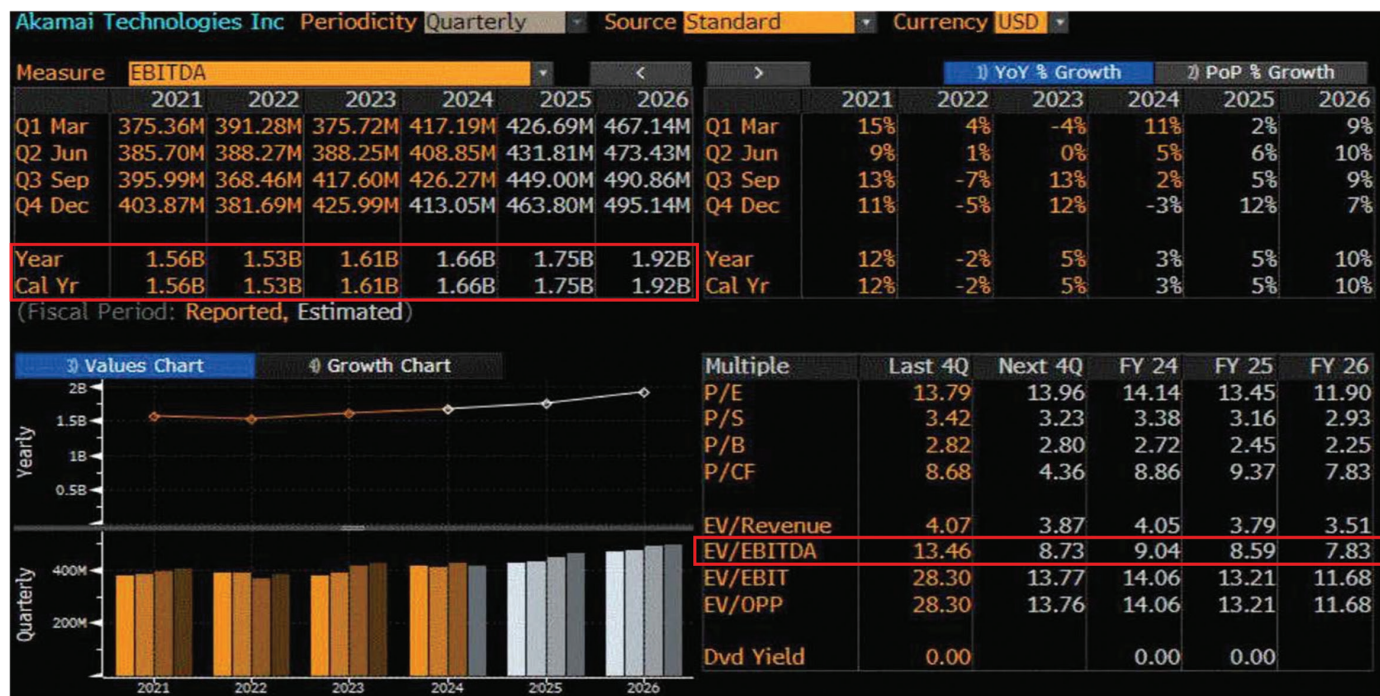 Akamai Technologies Inc Periodicity Quarterly Source Standard Currency USD
Measure EBITDA < > 1) YoY % Growth 2) PoP % Growth
2021 2022 2023 2024 2025 2026 2021 2022 2023 2024 2025 2026
Q1 Mar 375.36M 391.28M 375.72M 417.19M 426.69M 467.14M Q1 Mar 15% 4% -4% 11% 2% 9%
Q2 Jun 385.70M 388.27M 388.25M 408.85M 431.81M 473.43M Q2 Jun 9% 1% 0% 5% 6% 10%
Q3 Sep 395.99M 368.46M 417.60M 426.27M 449.00M 490.86M Q3 Sep 13% -7% 13% 2% 5% 9%
Q4 Dec 403.87M 381.69M 425.99M 413.05M 463.80M 495.14M Q4 Dec 11% -5% 12% -3% 12% 7%
Year 1.56B 1.53B 1.61B 1.66B 1.75B 1.92B Year 12% -2% 5% 3% 5% 10%
Cal Yr 1.56B 1.53B 1.61B 1.66B 1.75B 1.92B Cal Yr 12% -2% 5% 3% 5% 10%
(Fiscal Period: Reported, Estimated)
3) Values Chart 4) Growth Chart
2B
1.5B
1B
0.5B
Yearly
400M
200M
Quarterly
2021 2022 2023 2024 2025 2026
Multiple Last 4Q Next 4Q FY 24 FY 25 FY 26
P/E 13.79 13.96 14.14 13.45 11.90
P/S 3.42 3.23 3.38 3.16 2.93
P/B 2.82 2.80 2.72 2.45 2.25
P/CF 8.68 4.36 8.86 9.37 7.83
EV/Revenue 4.07 3.87 4.05 3.79 3.51
EV/EBITDA 13.46 8.73 9.04 8.59 7.83
EV/EBIT 28.30 13.77 14.06 13.21 11.68
EV/OPP 28.30 13.76 14.06 13.21 11.68
Dvd Yield 0.00 0.00 0.00